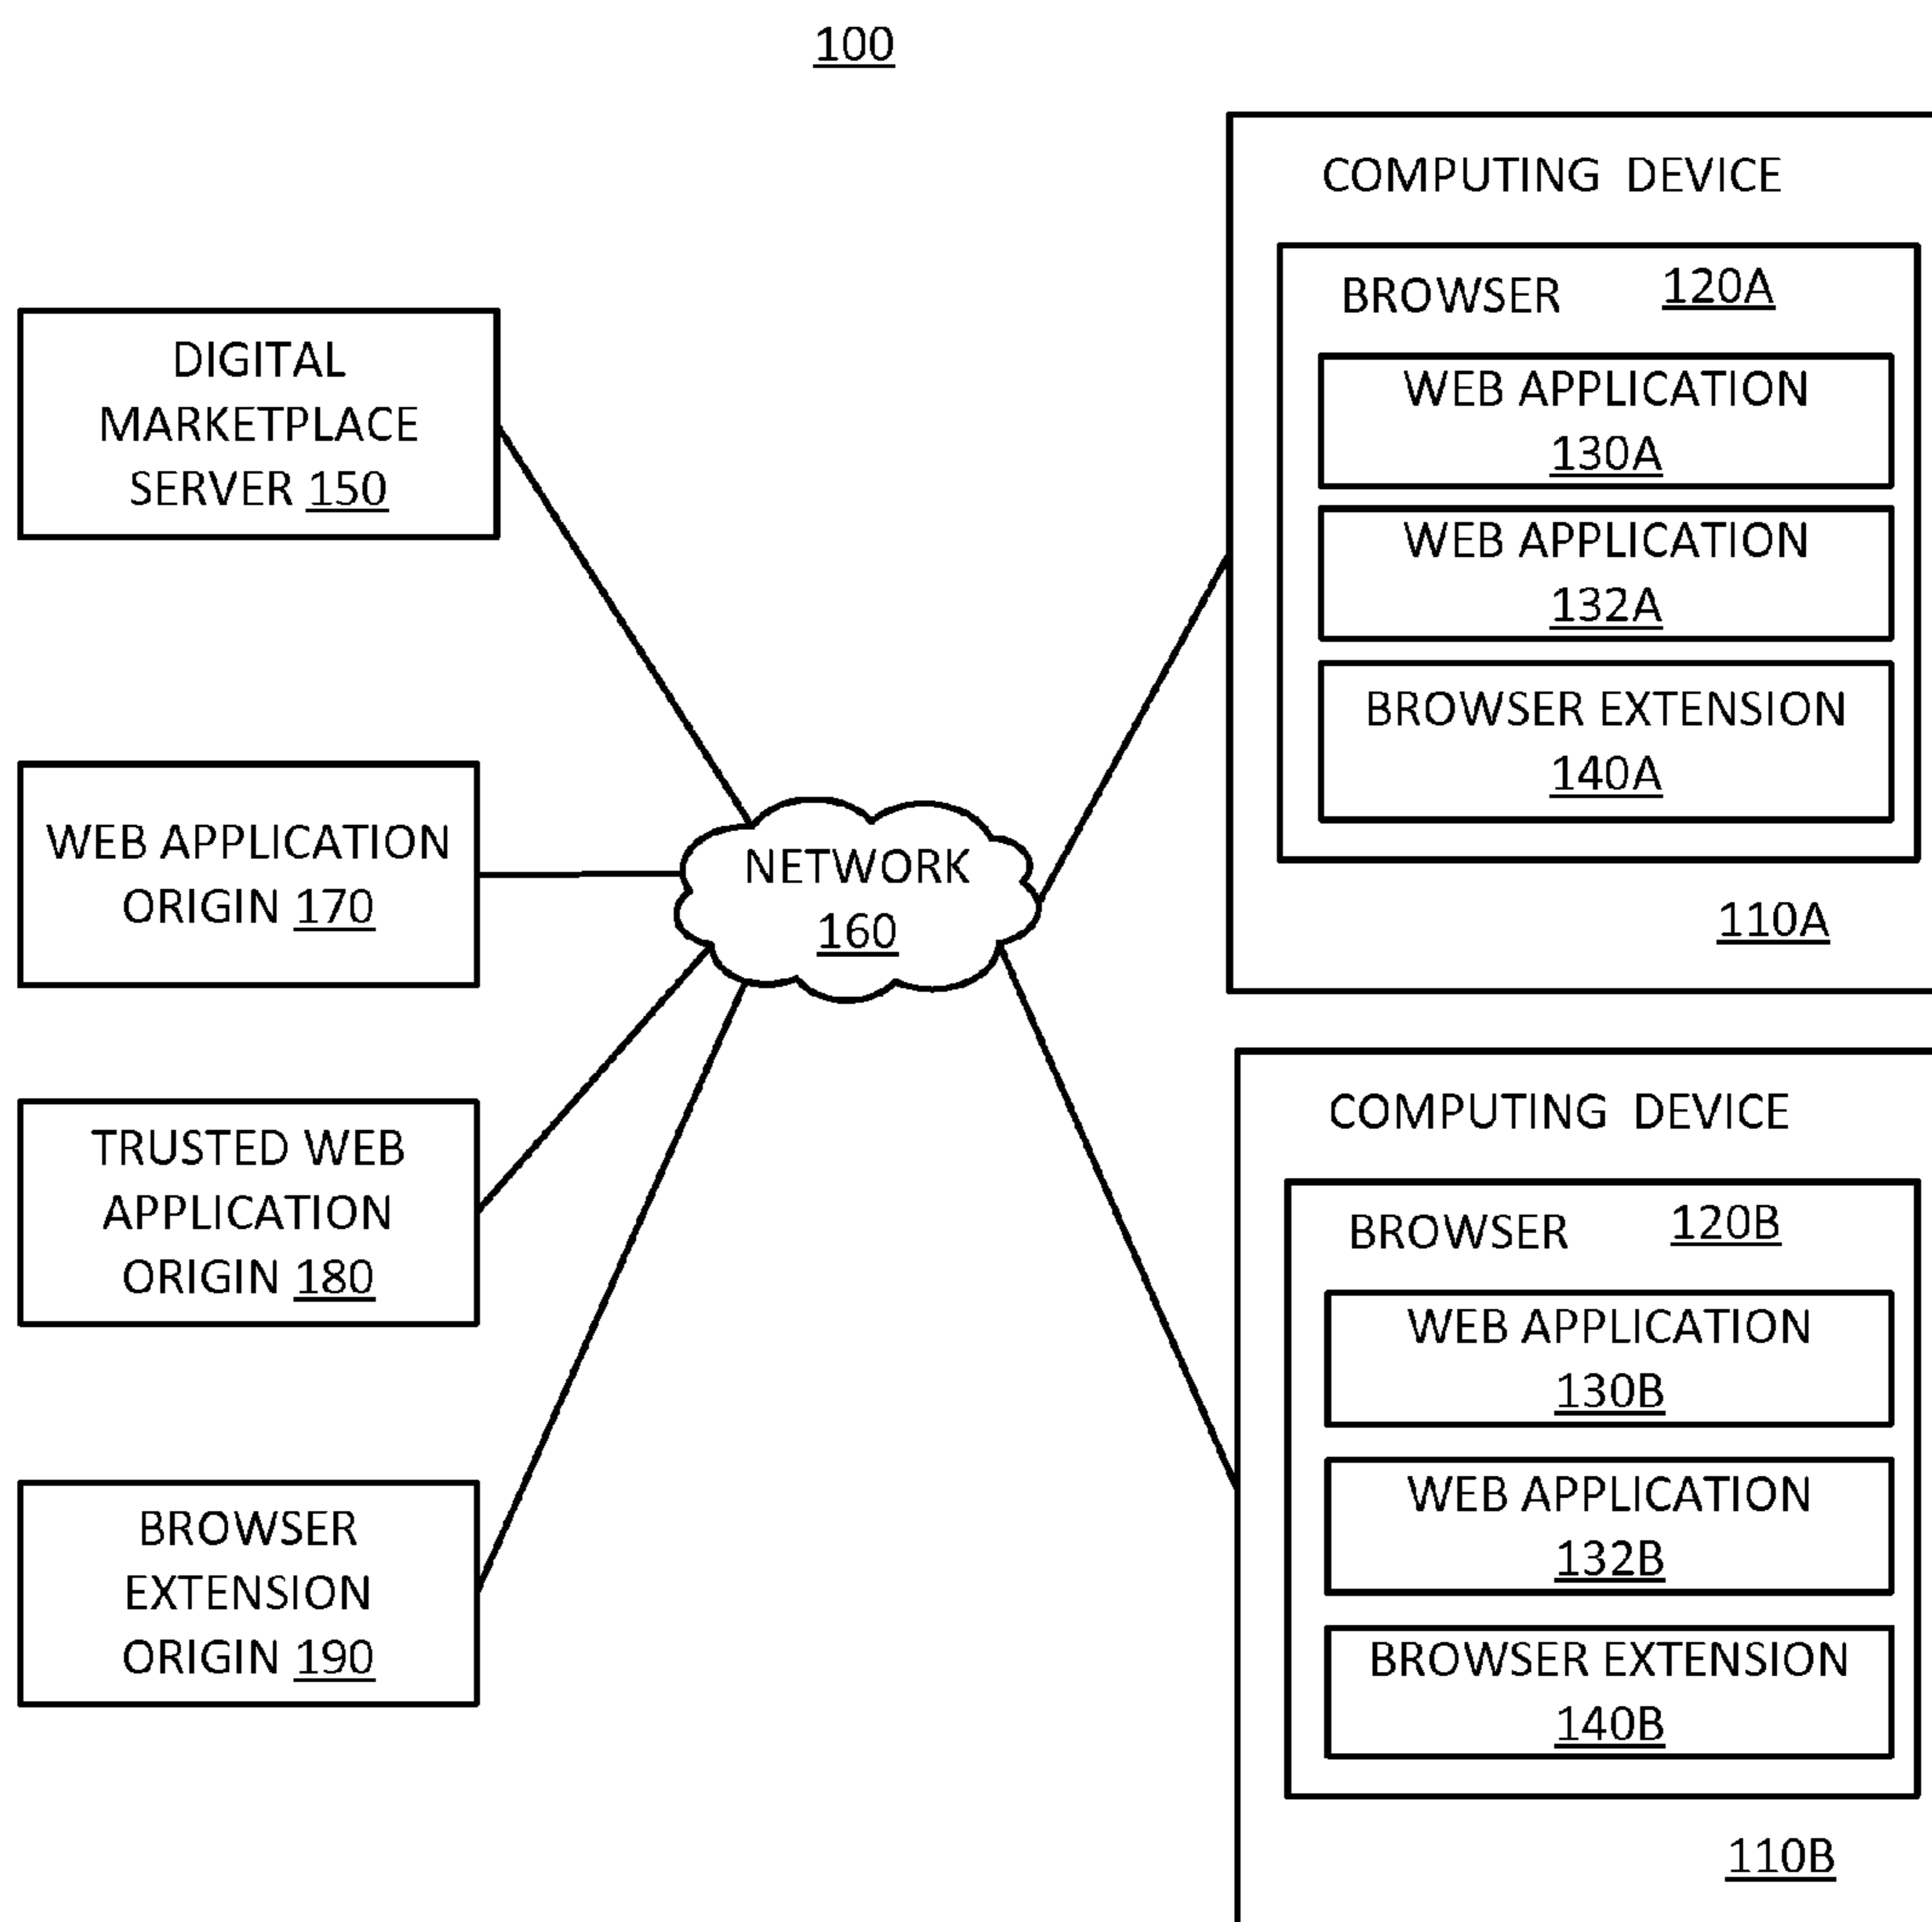 100
DIGITAL
MARKETPLACE
SERVER 150
WEB APPLICATION
ORIGIN 170
TRUSTED WEB
APPLICATION
ORIGIN 180
BROWSER
EXTENSION
ORIGIN 190
NETWORK
160
COMPUTING DEVICE
BROWSER 120A
WEB APPLICATION
130A
WEB APPLICATION
132A
BROWSER EXTENSION
140A
110A
COMPUTING DEVICE
BROWSER 120B
WEB APPLICATION
130B
WEB APPLICATION
132B
BROWSER EXTENSION
140B
110B